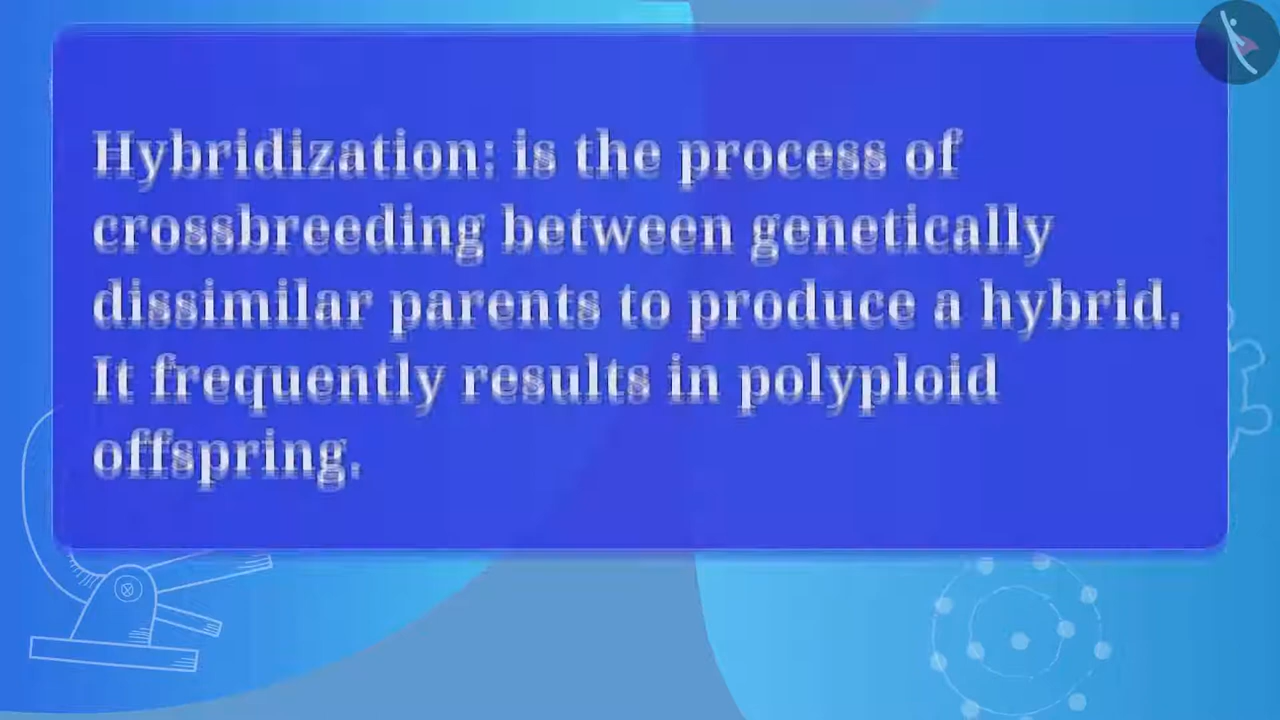 Hybridization: is the process of
crossbreeding between genetically
dissimilar parents to produce a hybrid.
It frequently results in polyploid
offspring.